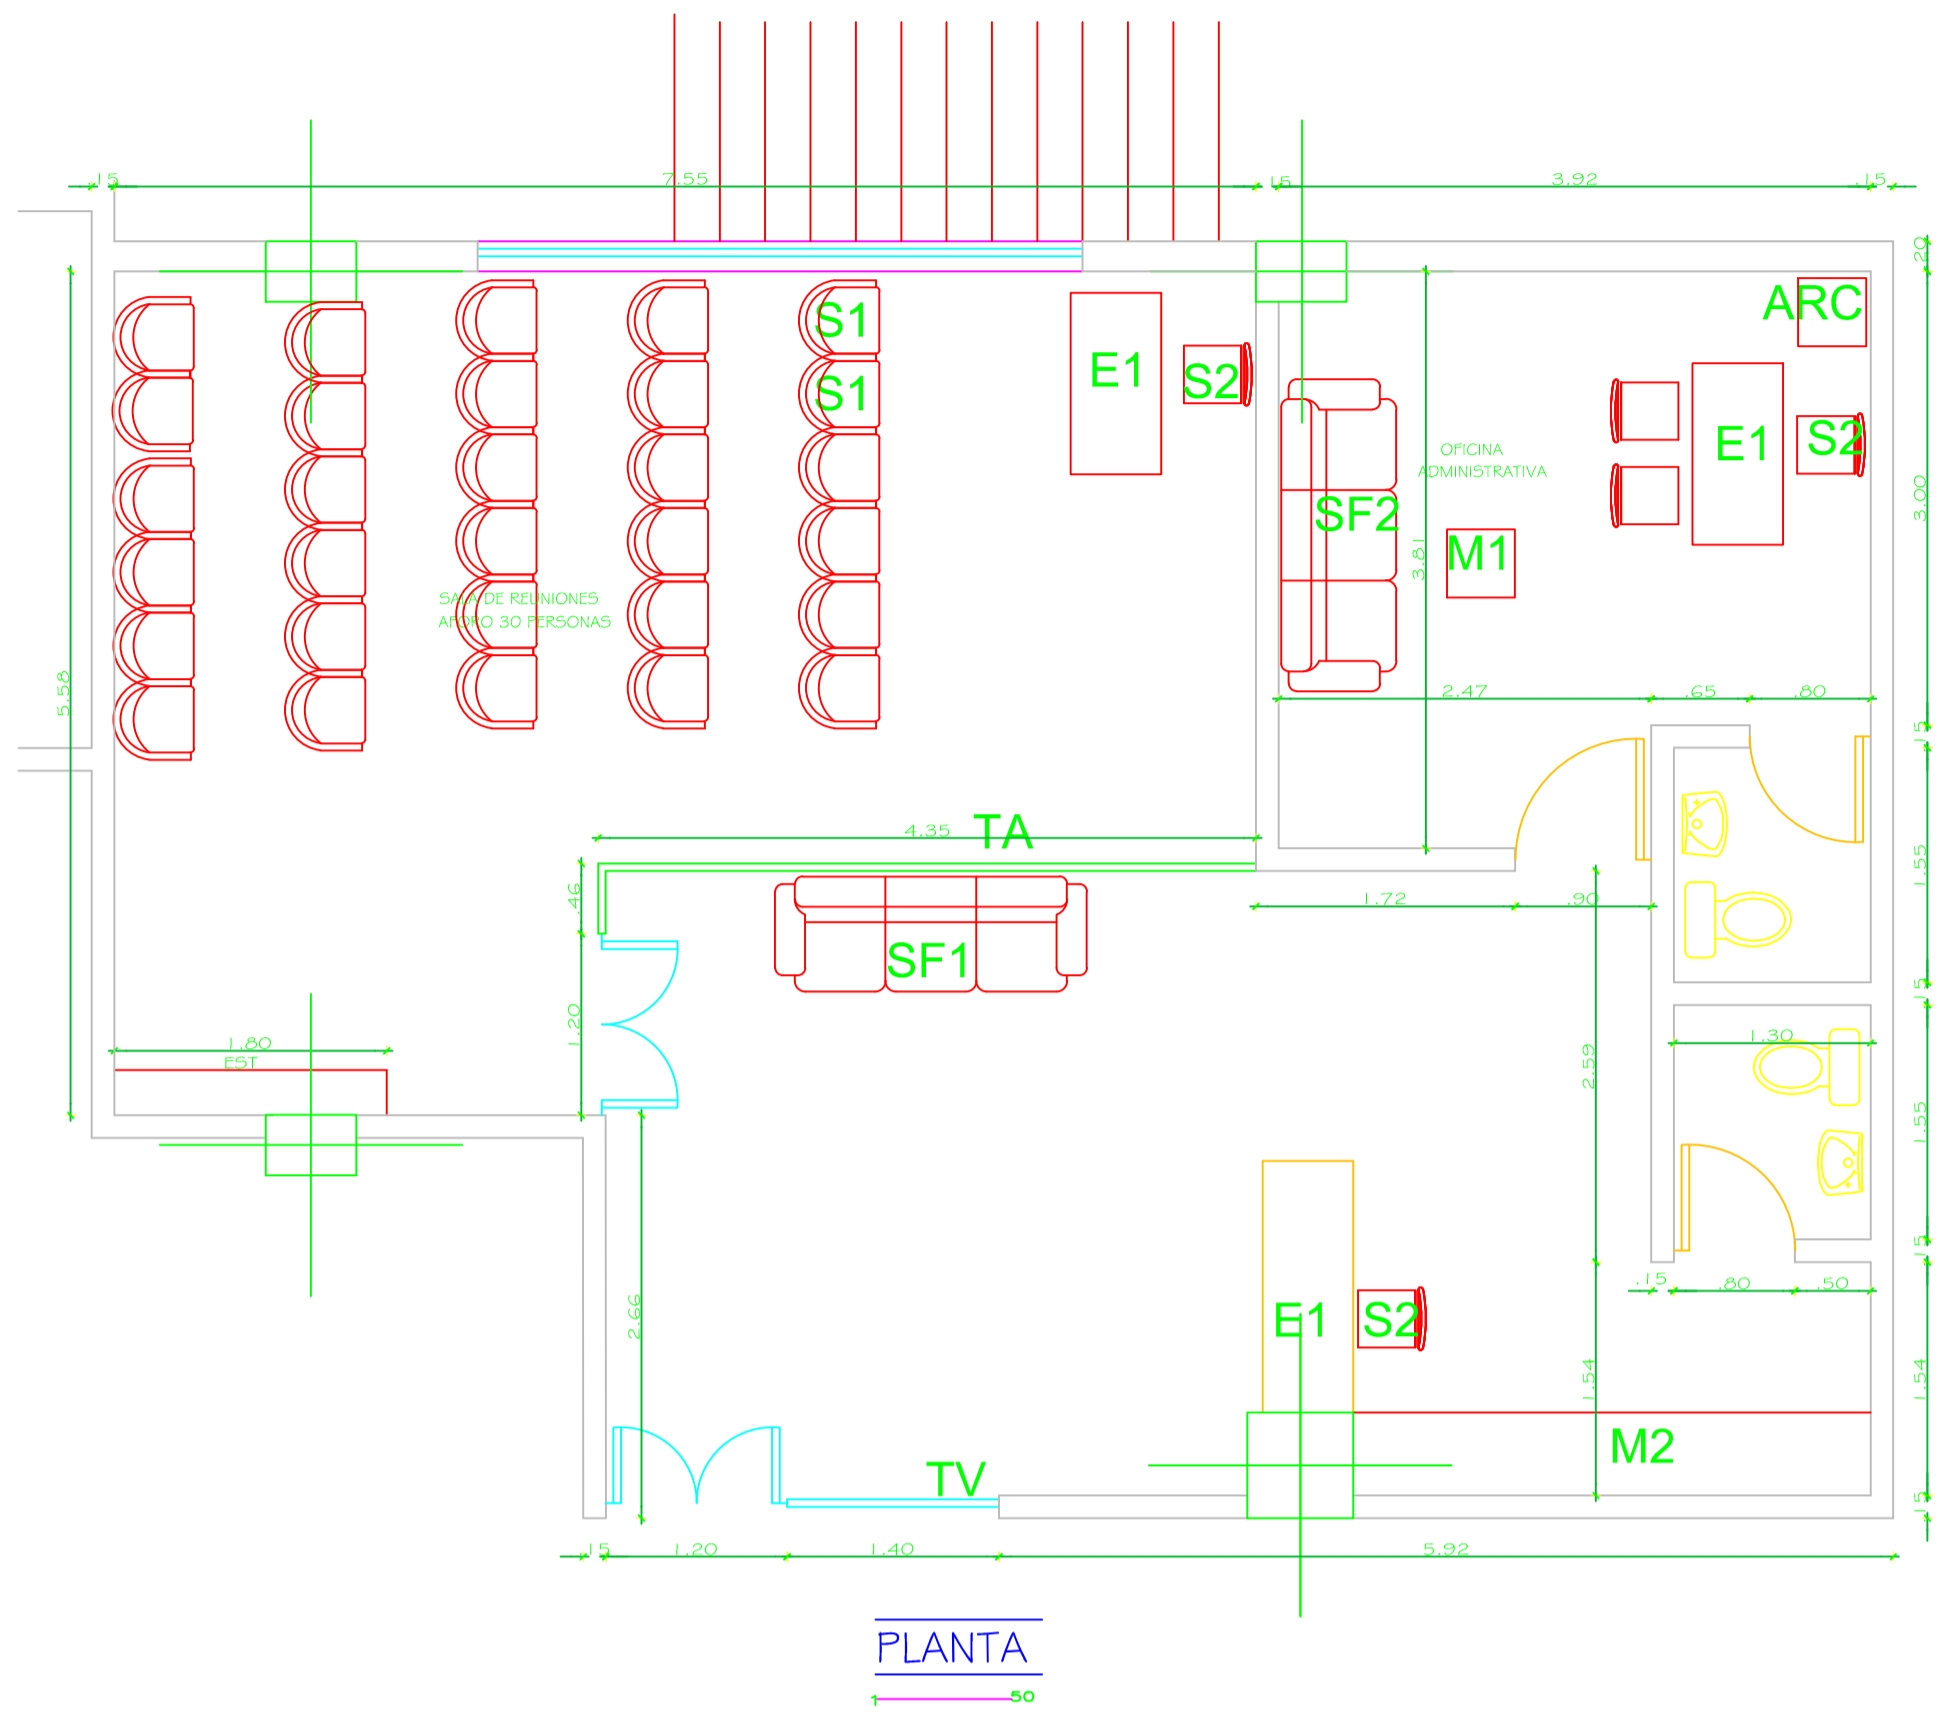 .15
7.55
.15
3.92
.15
.20
ARC
S1
E1
S2
S1
E1
S2
OFICINA
ADMINISTRATIVA
SF2
M1
3.81
3.00
SALA DE REUNIONES
AFORO 30 PERSONAS
5.58
2.47
.65
.80
.15
4.35
TA
.46
1.72
.90
1.55
SF1
.15
1.20
1.80
EST
1.30
2.59
1.55
.15
.15
.80
.50
E1
S2
2.66
1.54
1.54
M2
TV
.15
.15
1.20
1.40
5.92
PLANTA
1
50